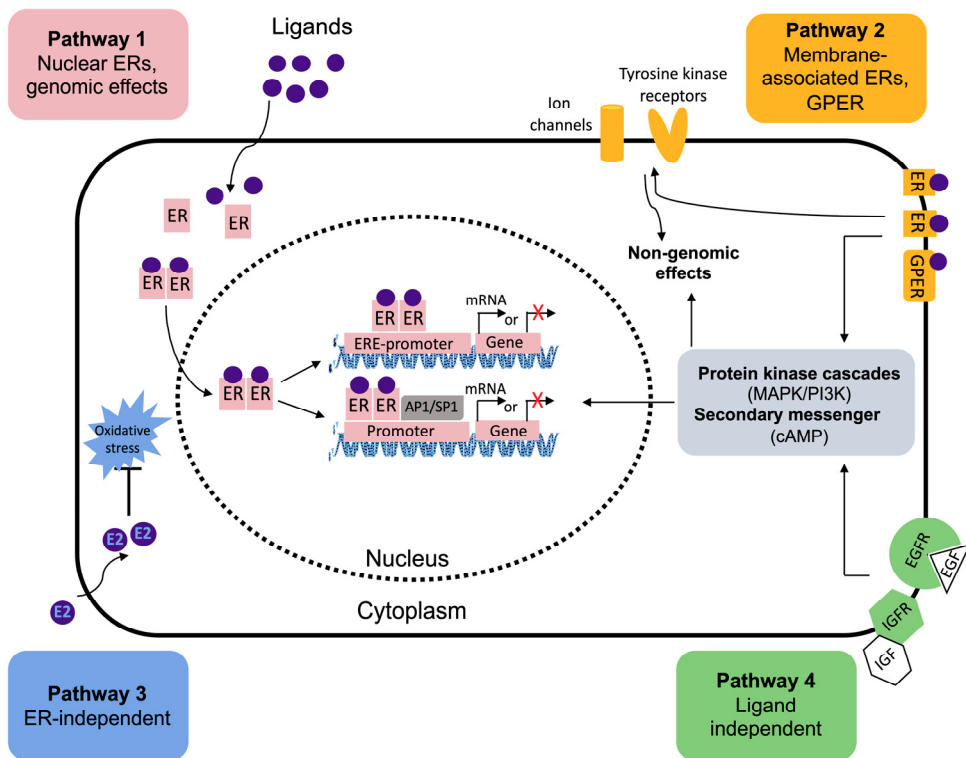 Pathway 1
Nuclear ERs,
genomic effects
Ligands
Pathway 2
Membrane-
associated ERs,
GPER
Ion
channels
Tyrosine kinase
receptors
ER
ER
ER
ER
GPER
ER ER
Non-genomic
effects
ER ER
mRNA
or
ERE-promoter
Gene
ER ER
ER ER
AP1/SP1
mRNA
or
Promoter
Gene
Protein kinase cascades
(MAPK/PI3K)
Secondary messenger
(cAMP)
Oxidative
stress
E2
E2
E2
Nucleus
Cytoplasm
EGFR
EGF
IGFR
IGF
Pathway 3
ER-independent
Pathway 4
Ligand
independent